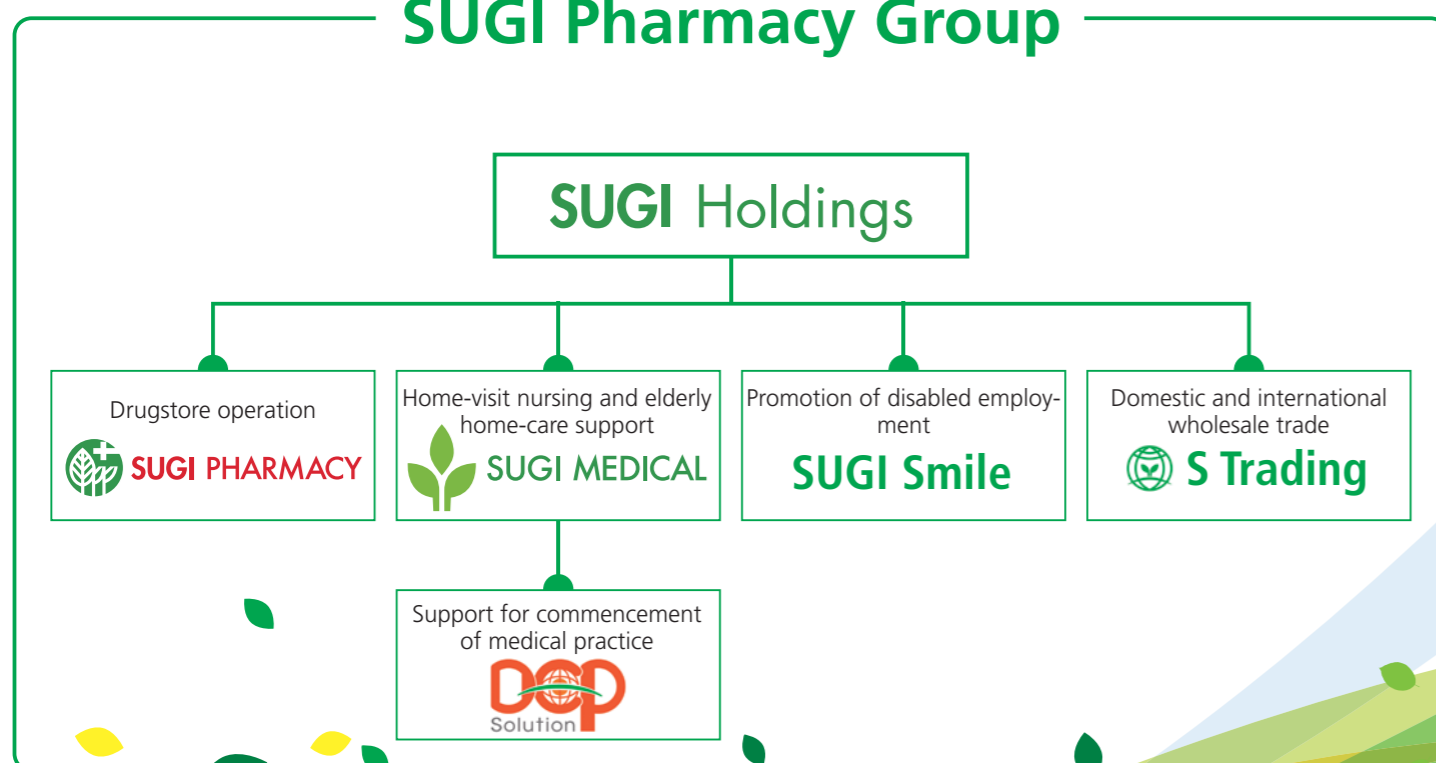 SUGI Pharmacy Group
SUGI Holdings
Drugstore operation
SUGI PHARMACY
Home-visit nursing and elderly
home-care support
SUGI MEDICAL
Promotion of disabled employ-
ment
SUGI Smile
Domestic and international
wholesale trade
S Trading
Support for commencement
of medical practice
DCP
Solution